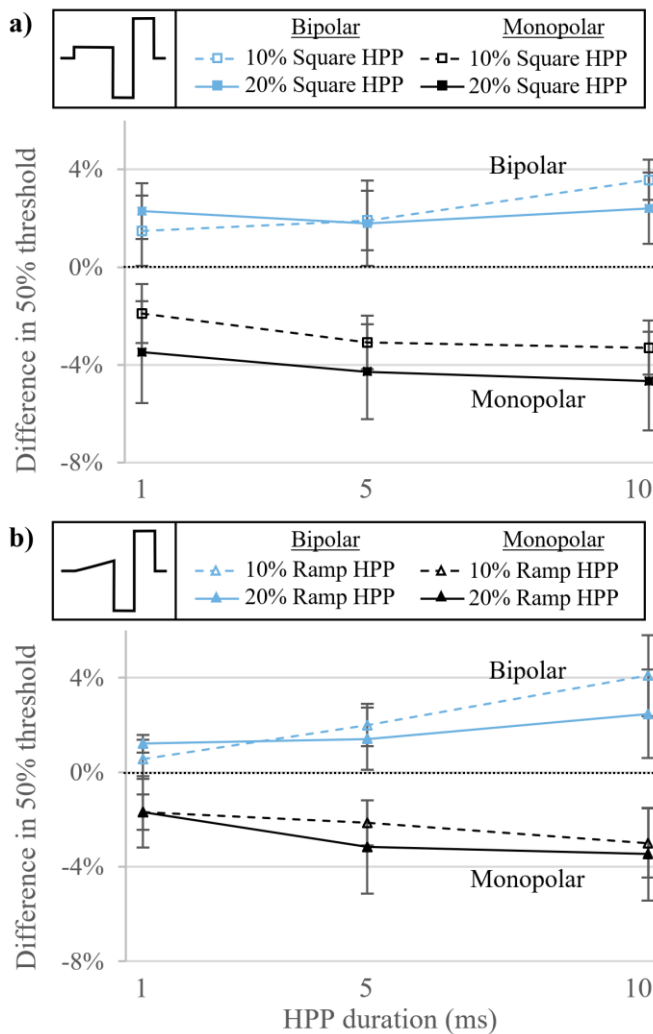 a)
Bipolar Monopolar
10% Square HPP 10% Square HPP
20% Square HPP 20% Square HPP
Difference in 50% threshold
4%
0%
-4%
-8%
Bipolar
Monopolar
1 5 10
b)
Bipolar Monopolar
10% Ramp HPP 10% Ramp HPP
20% Ramp HPP 20% Ramp HPP
Difference in 50% threshold
4%
0%
-4%
-8%
Bipolar
Monopolar
1 5 10
HPP duration (ms)